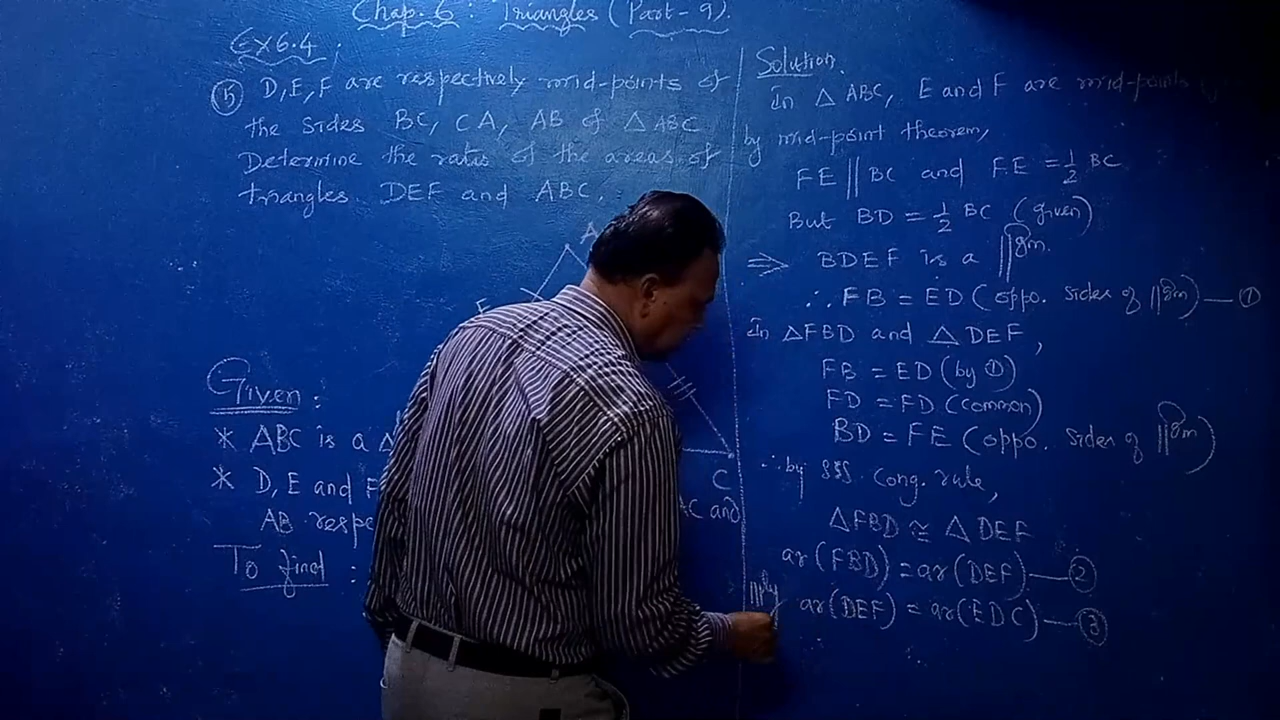 Chap. 6 : Triangles (Part-9).
EX 6.4 ;
(5) D, E, F are respectively mid-points of
the sides BC, CA, AB of △ ABC
Determine the ratio of the areas of
triangles DEF and ABC.
A
F
C
Given :
* ABC is a △
* D, E and F
AC and
AB respe
To find :
Solution.
In △ ABC, E and F are mid-points
by mid-point theorem,
FE || BC and FE = 1/2 BC
But BD = 1/2 BC (given)
⇒ BDEF is a ||gm.
∴ FB = ED (oppo. sides of ||gm) — (1)
In △FBD and △DEF,
FB = ED (by (1))
FD = FD (common)
BD = FE (oppo. sides of ||gm)
∴ by SSS cong. rule,
△FBD ≅ △DEF
ar(FBD) = ar(DEF) — (2)
|||ly ar(DEF) = ar(EDC) — (3)